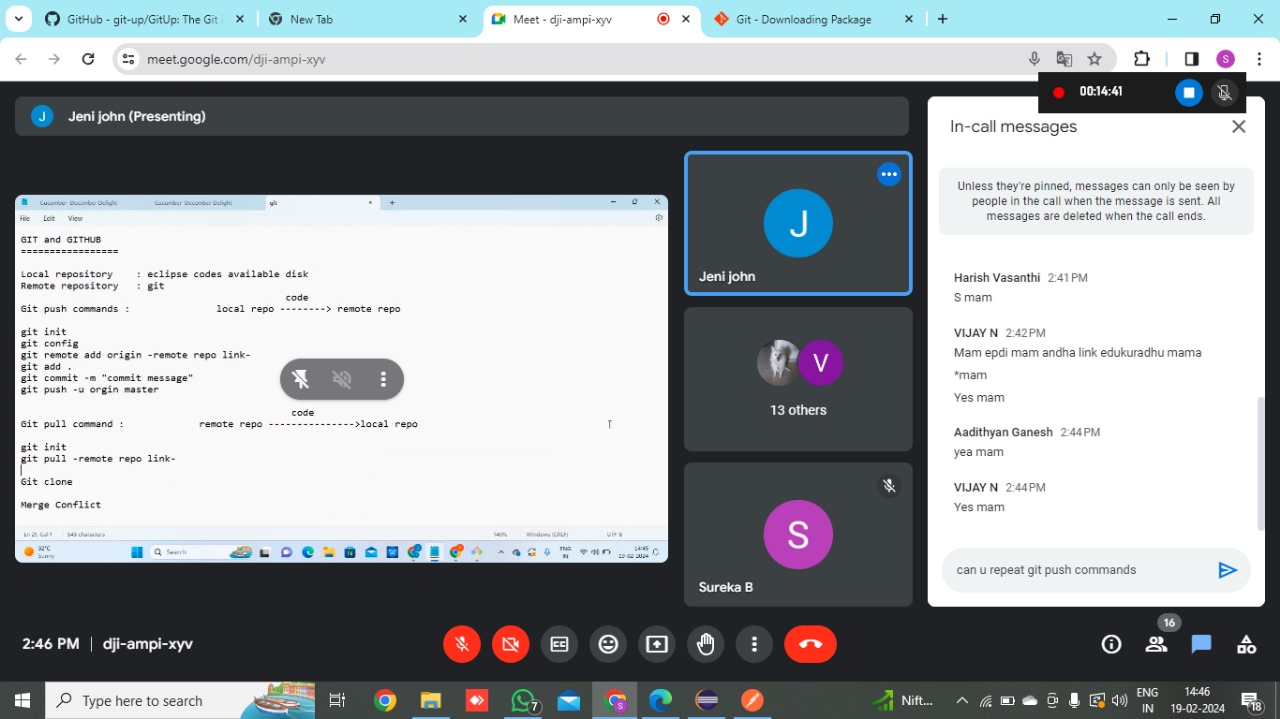 GitHub - git-up/GitUp: The Git i
New Tab
Meet - dji-ampi-xyv
Git - Downloading Package
meet.google.com/dji-ampi-xyv
S
00:14:41
J Jeni john (Presenting)
In-call messages
Unless they're pinned, messages can only be seen by
people in the call when the message is sent. All
messages are deleted when the call ends.
Cucumber- December Delight
Cucumber- December Delight
git
File Edit View
GIT and GITHUB
=================
Local repository : eclipse codes available disk
Remote repository : git
code
Git push commands : local repo --------> remote repo
git init
git config
git remote add origin -remote repo link-
git add .
git commit -m "commit message"
git push -u orgin master
code
Git pull command : remote repo --------------->local repo
git init
git pull -remote repo link-
Git clone
Merge Conflict
Ln 21, Col 1 546 characters 140% Windows (CRLF) UTF-8
32°C
Sunny
Search
ENG
IN
14:45
19-02-2024
J
Jeni john
V
13 others
S
Sureka B
Harish Vasanthi 2:41 PM
S mam
VIJAY N 2:42 PM
Mam epdi mam andha link edukuradhu mama
*mam
Yes mam
Aadithyan Ganesh 2:44 PM
yea mam
VIJAY N 2:44 PM
Yes mam
can u repeat git push commands
2:46 PM | dji-ampi-xyv
16
Type here to search
7
S
Nift...
ENG
IN
14:46
19-02-2024
18